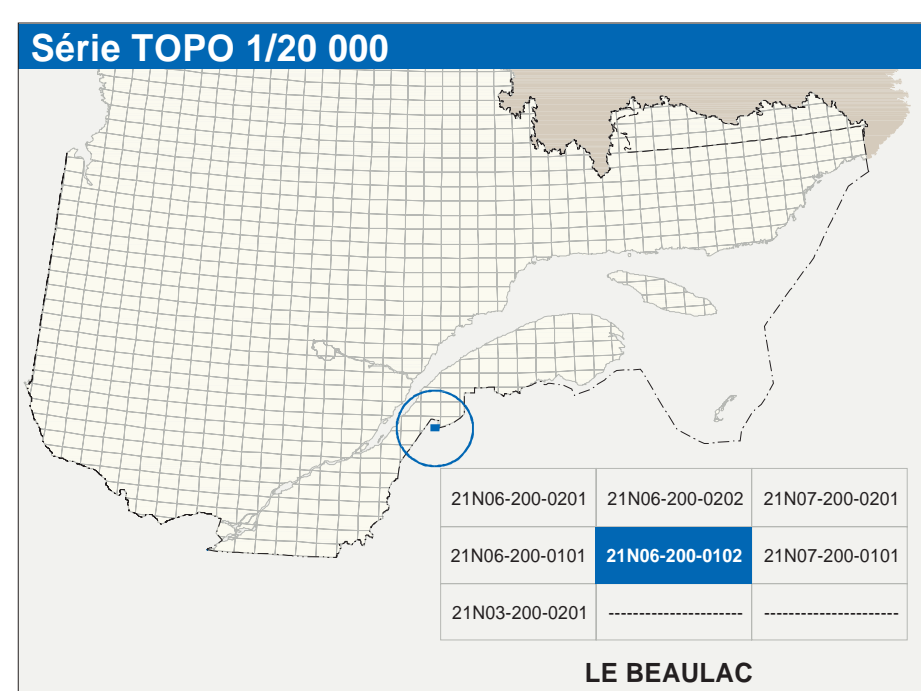 Série TOPO 1/20 000
21N06-200-0201 21N06-200-0202 21N07-200-0201
21N06-200-0101 21N06-200-0102 21N07-200-0101
21N03-200-0201 ---------------------- ----------------------
LE BEAULAC